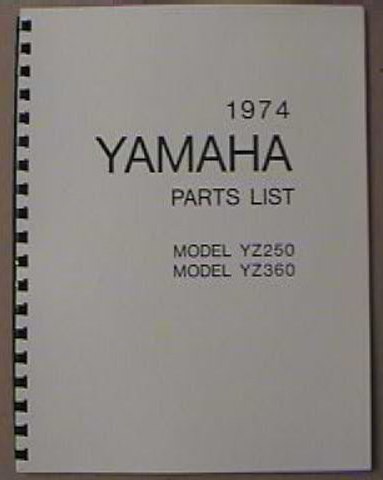 1974
YAMAHA
PARTS LIST
MODEL YZ250
MODEL YZ360